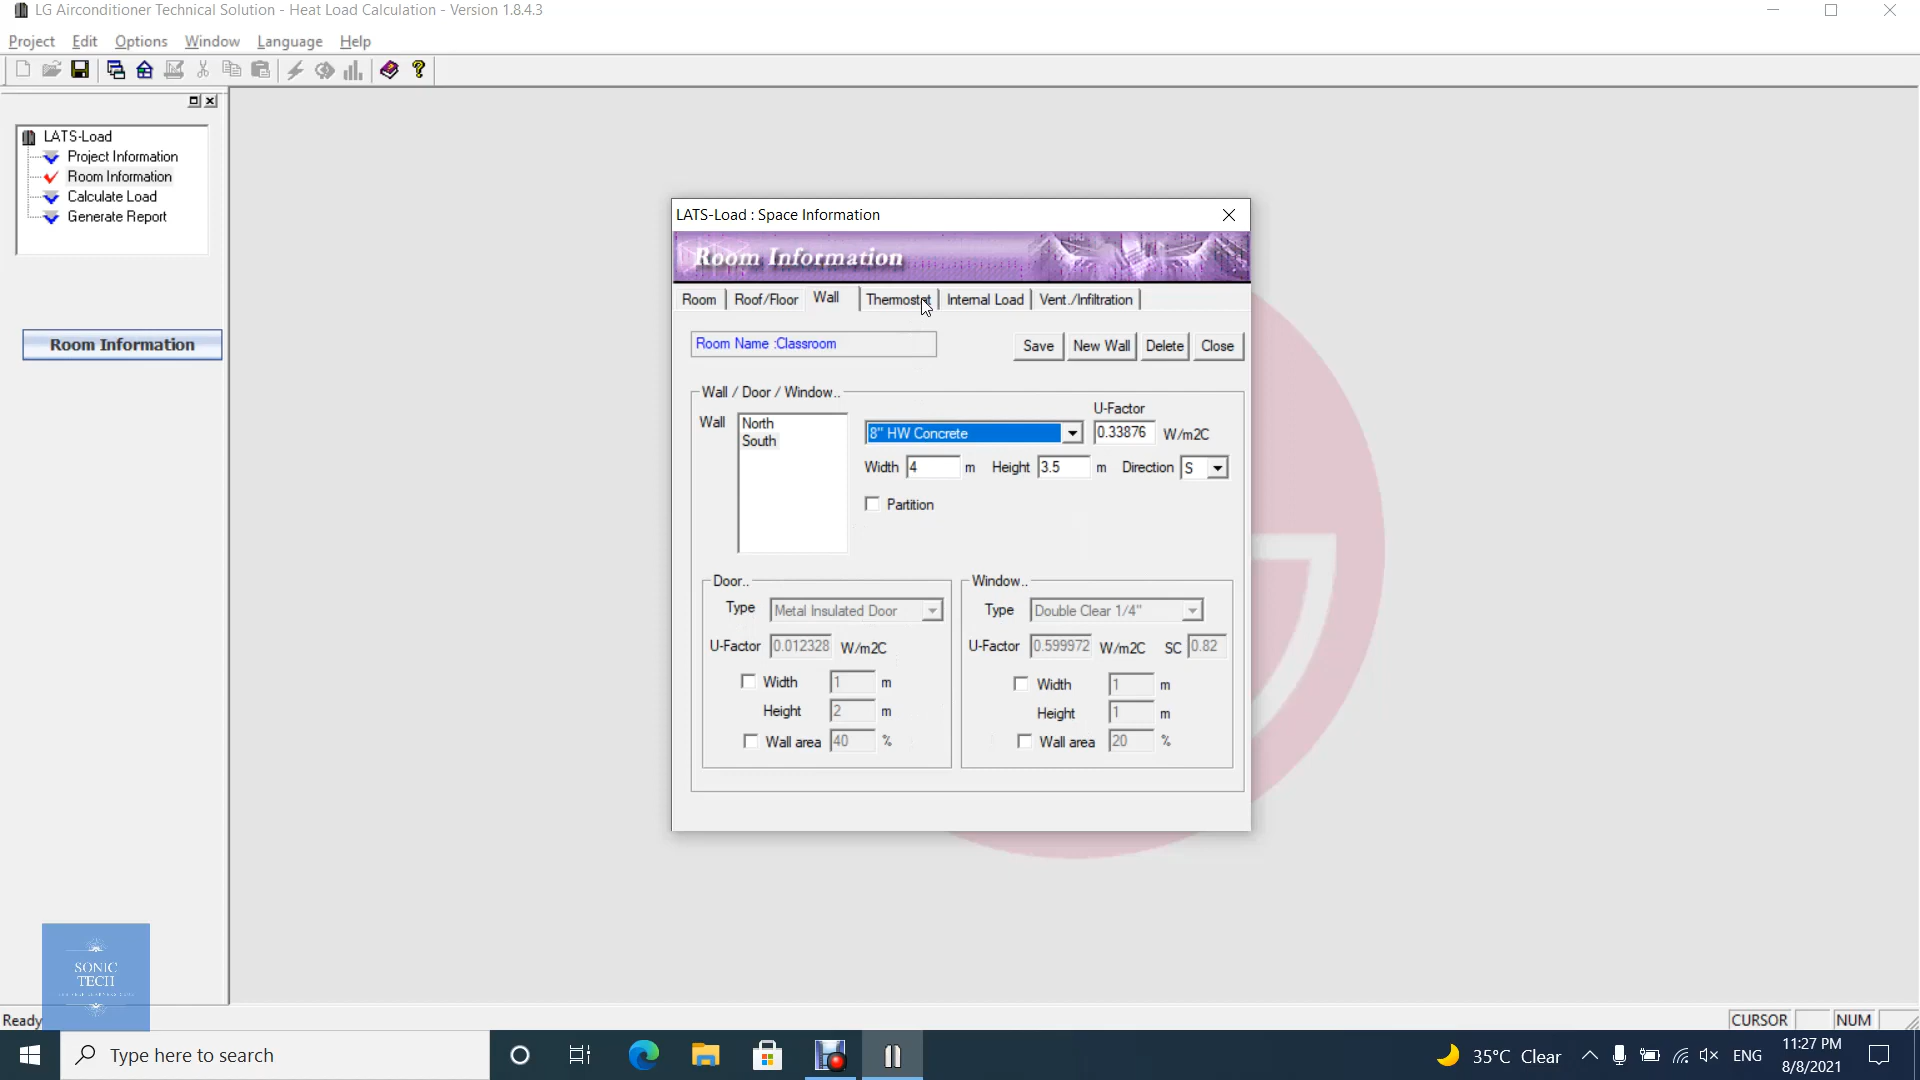 LG Airconditioner Technical Solution - Heat Load Calculation - Version 1.8.4.3
Project Edit Options Window Language Help
LATS-Load
Project Information
Room Information
Calculate Load
Generate Report
Room Information
LATS-Load : Space Information
Room Information
Room Roof/Floor Wall Thermostat Internal Load Vent./Infiltration
Room Name :Classroom
Save New Wall Delete Close
Wall / Door / Window..
U-Factor
Wall North South
8" HW Concrete 0.33876 W/m2C
Width 4 m Height 3.5 m Direction S
Partition
Door..
Type Metal Insulated Door
U-Factor 0.012328 W/m2C
Width 1 m
Height 2 m
Wall area 40 %
Window..
Type Double Clear 1/4"
U-Factor 0.599972 W/m2C SC 0.82
Width 1 m
Height 1 m
Wall area 20 %
SONIC
TECH
Ready
CURSOR NUM
Type here to search
35°C Clear
ENG
11:27 PM
8/8/2021